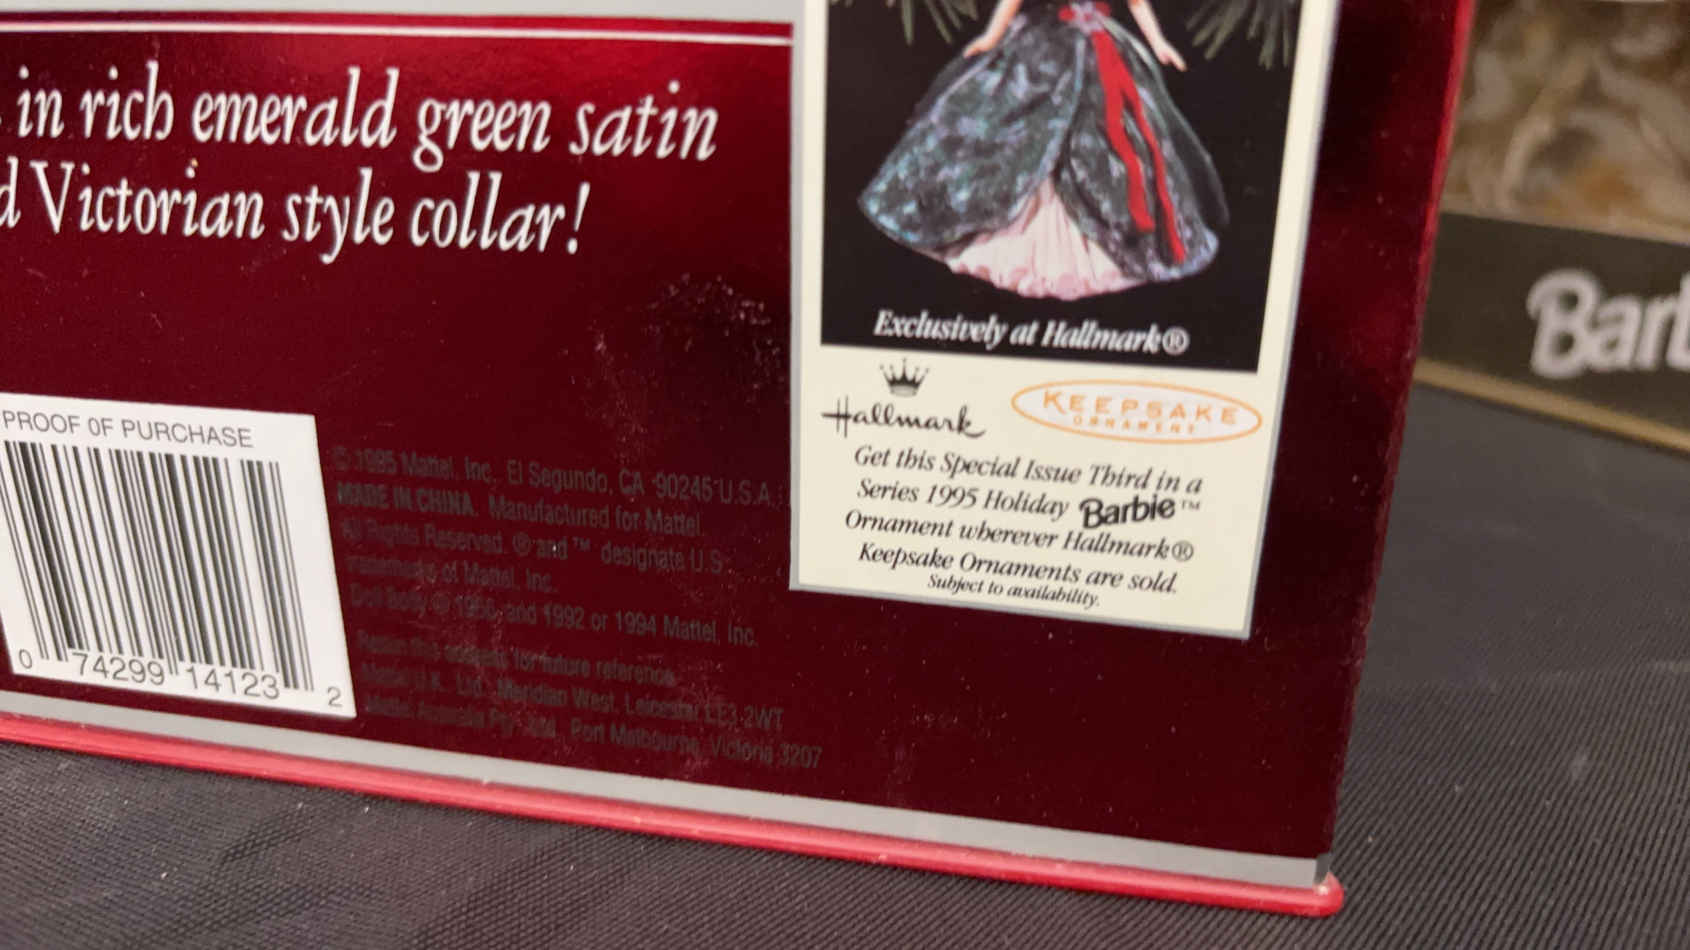 in rich emerald green satin
d Victorian style collar!
Exclusively at Hallmark®
Hallmark
KEEPSAKE
ORNAMENT
Get this Special Issue Third in a
Series 1995 Holiday Barbie™
Ornament wherever Hallmark®
Keepsake Ornaments are sold.
Subject to availability.
PROOF OF PURCHASE
0 74299 14123 2
© 1995 Mattel, Inc. El Segundo, CA 90245 U.S.A.
MADE IN CHINA. Manufactured for Mattel.
All Rights Reserved. ® and ™ designate U.S.
trademarks of Mattel, Inc.
Doll body © 1966, and 1992 or 1994 Mattel, Inc.
Retain this address for future reference.
Mattel U.K. Ltd., Meridian West, Leicester LE3 2WT
Mattel Australia Pty., Ltd., Port Melbourne, Victoria 3207
Barb